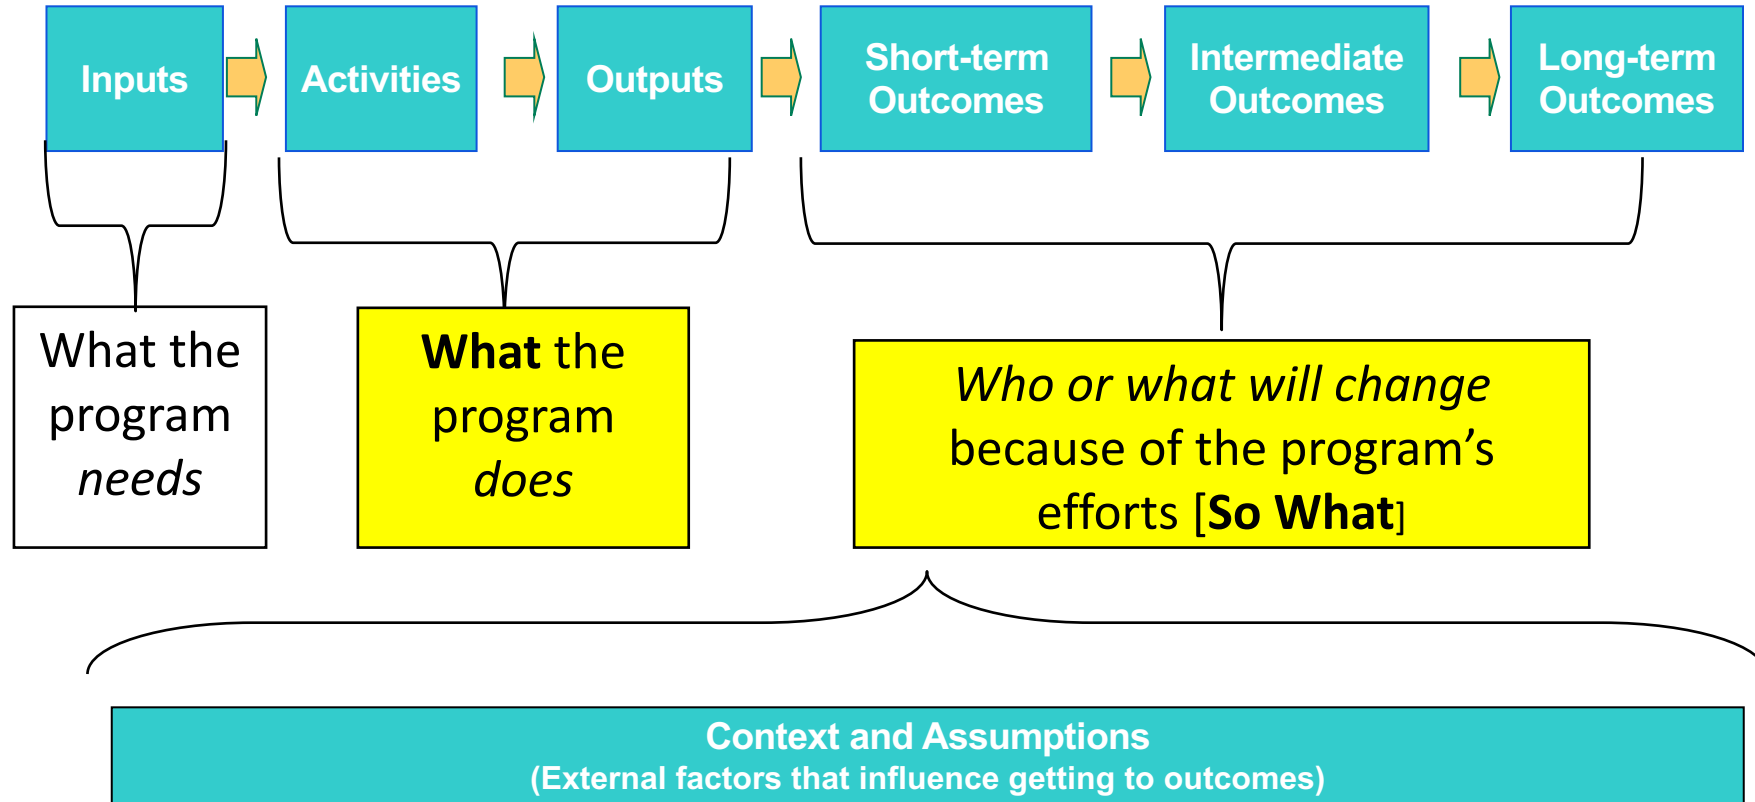 Inputs
Activities
Outputs
Short-term
Outcomes
Intermediate
Outcomes
Long-term
Outcomes
What the
program
needs
What the
program
does
Who or what will change
because of the program’s
efforts [So What]
Context and Assumptions
(External factors that influence getting to outcomes)